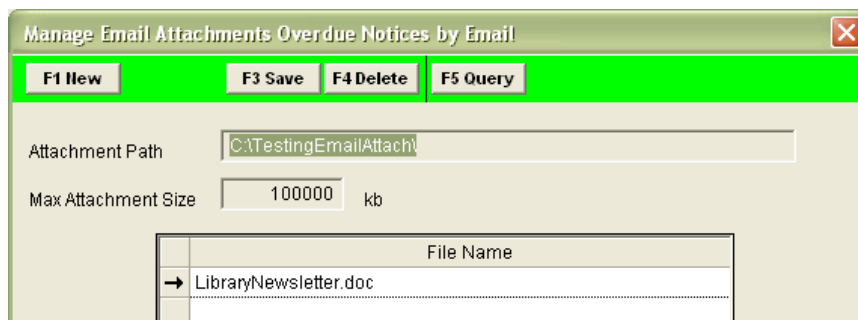 Manage Email Attachments Overdue Notices by Email
F1 New F3 Save F4 Delete F5 Query
Attachment Path C:\TestingEmailAttach\
Max Attachment Size 100000 kb
File Name
LibraryNewsletter.doc